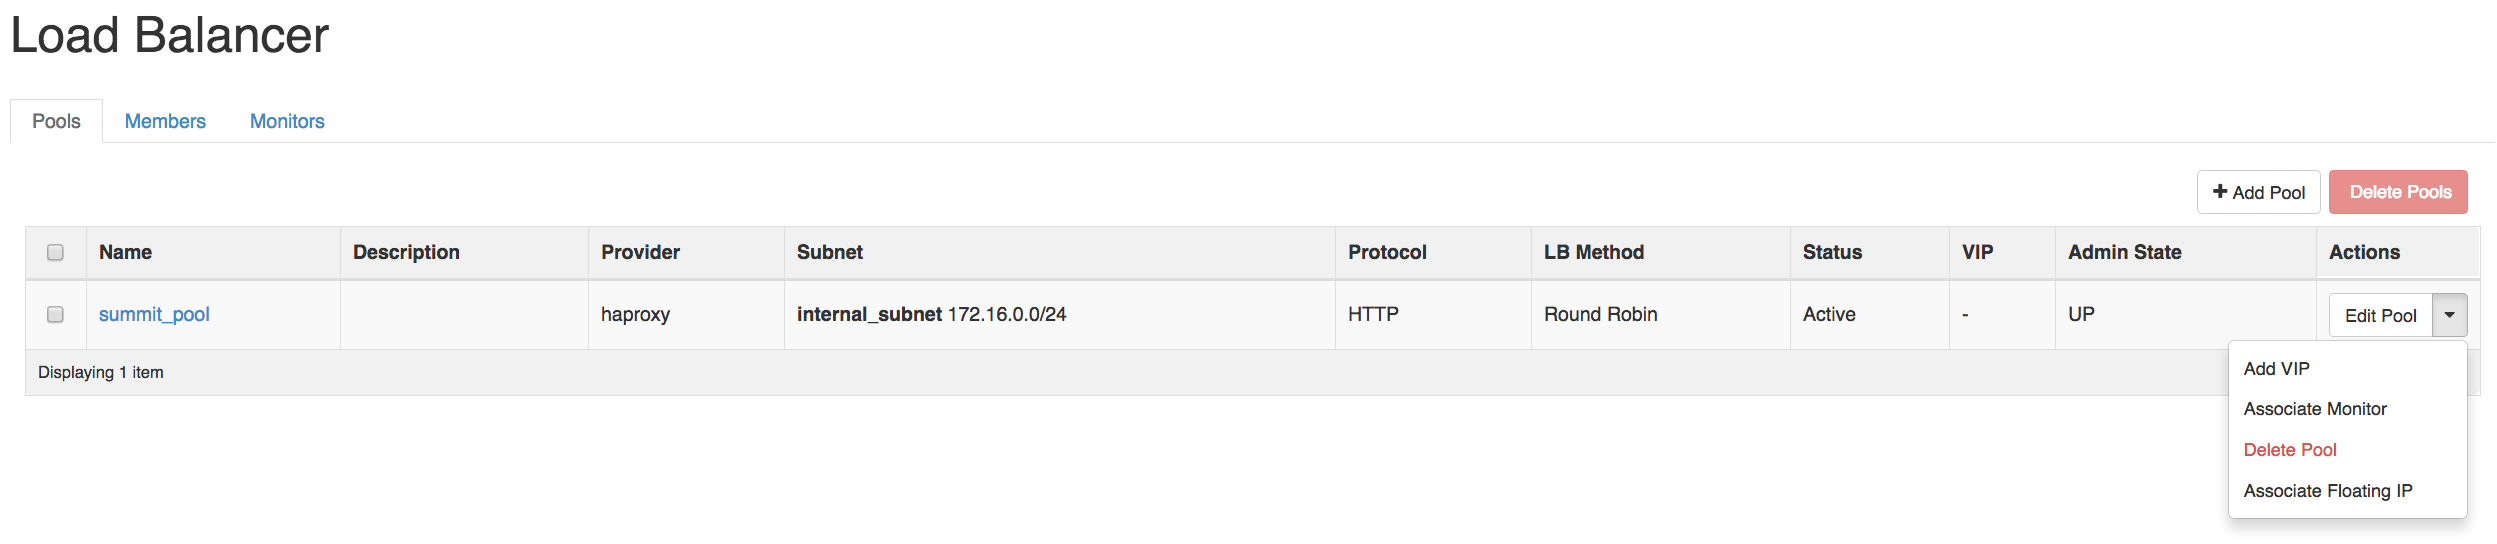 Load Balancer
Pools Members Monitors
+ Add Pool Delete Pools
Name Description Provider Subnet Protocol LB Method Status VIP Admin State Actions
summit_pool haproxy internal_subnet 172.16.0.0/24 HTTP Round Robin Active - UP Edit Pool
Displaying 1 item
Add VIP
Associate Monitor
Delete Pool
Associate Floating IP